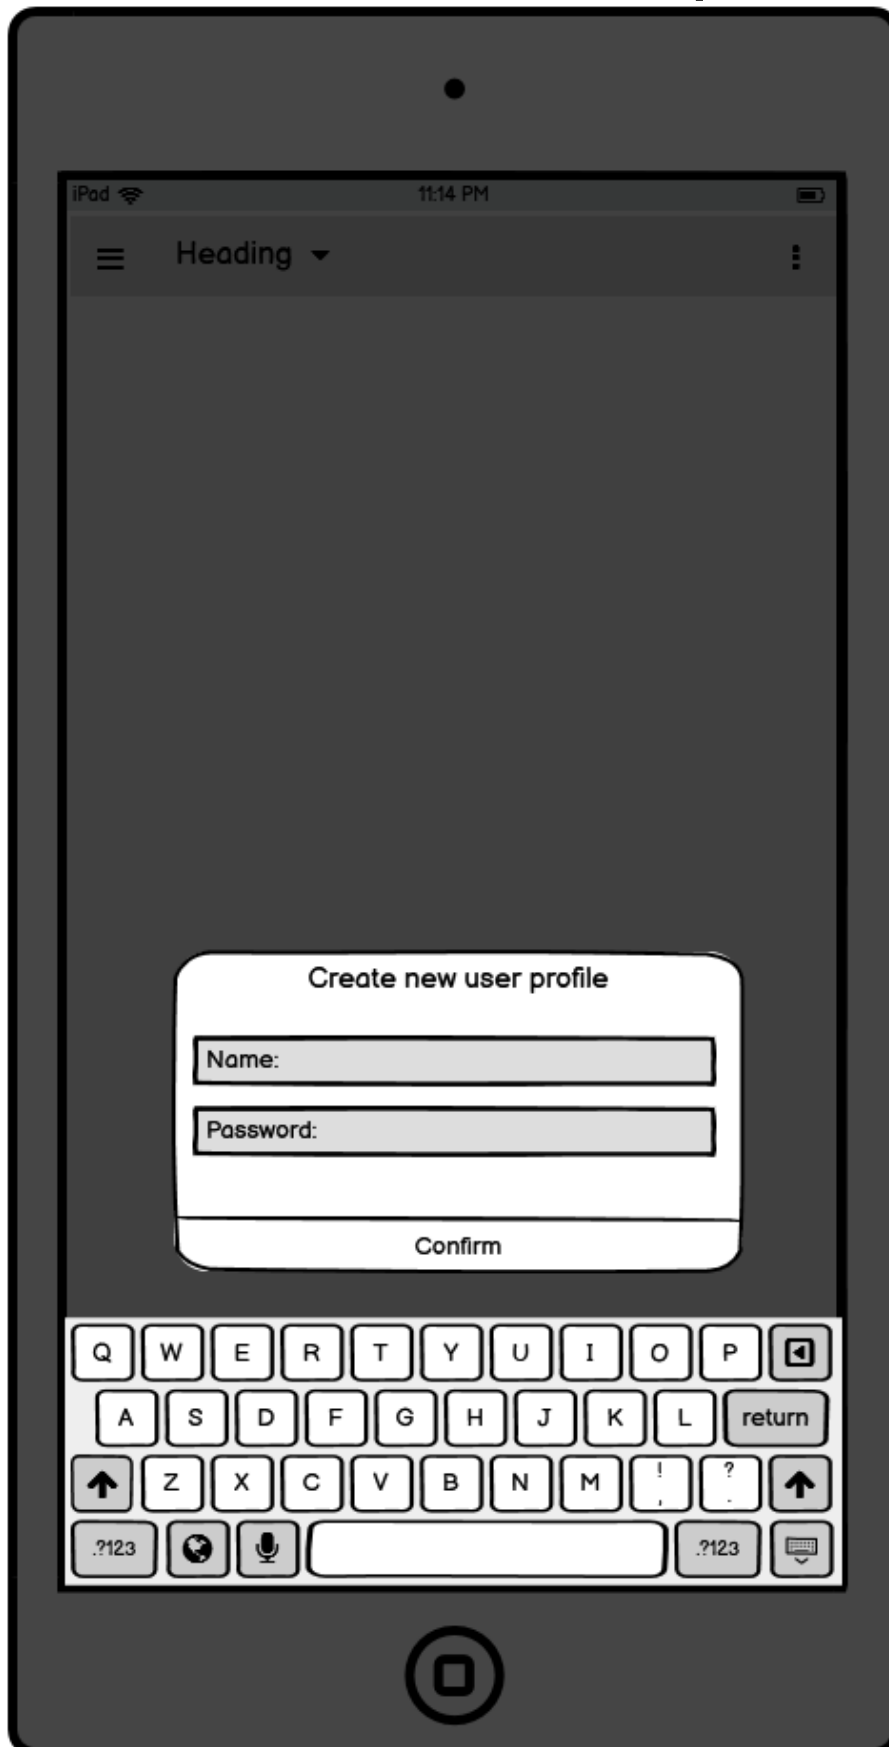 iPad 11:14 PM
Heading
Create new user profile
Name:
Password:
Confirm
Q W E R T Y U I O P
A S D F G H J K L return
Z X C V B N M ! , ? .
.?123 .?123